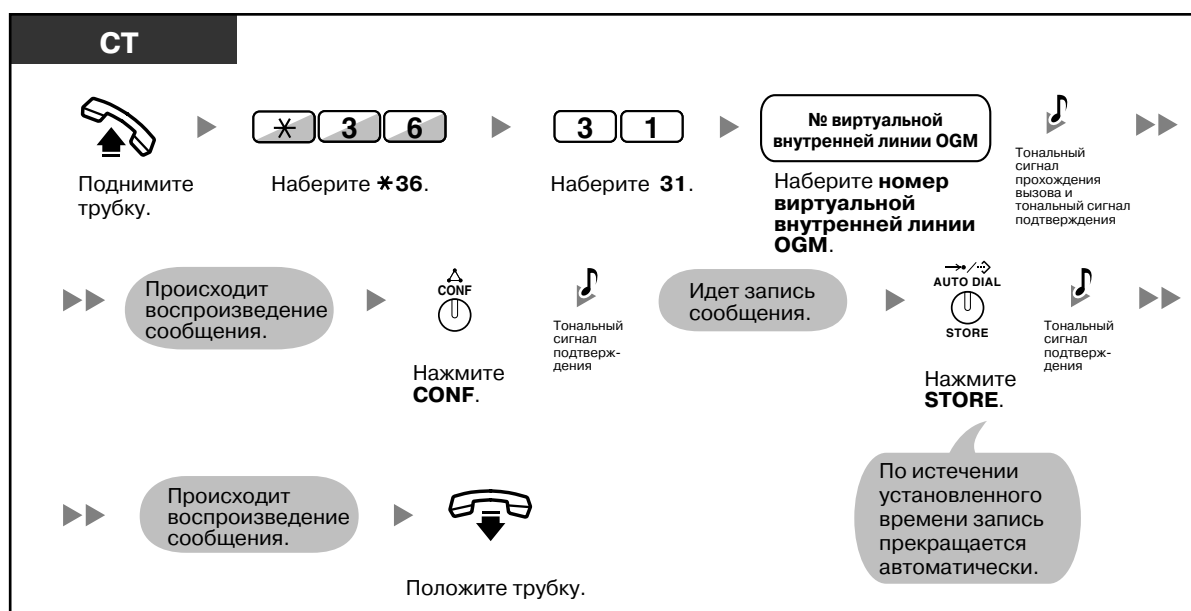 СТ
✳ 3 6
3 1
№ виртуальной
внутренней линии OGM
Поднимите
трубку.
Наберите ✳36.
Наберите 31.
Наберите номер
виртуальной
внутренней линии
OGM.
Тональный
сигнал
прохождения
вызова и
тональный сигнал
подтверждения
Происходит
воспроизведение
сообщения.
CONF
Нажмите
CONF.
Тональный
сигнал
подтверж-
дения
Идет запись
сообщения.
AUTO DIAL
STORE
Нажмите
STORE.
Тональный
сигнал
подтверж-
дения
По истечении
установленного
времени запись
прекращается
автоматически.
Происходит
воспроизведение
сообщения.
Положите трубку.